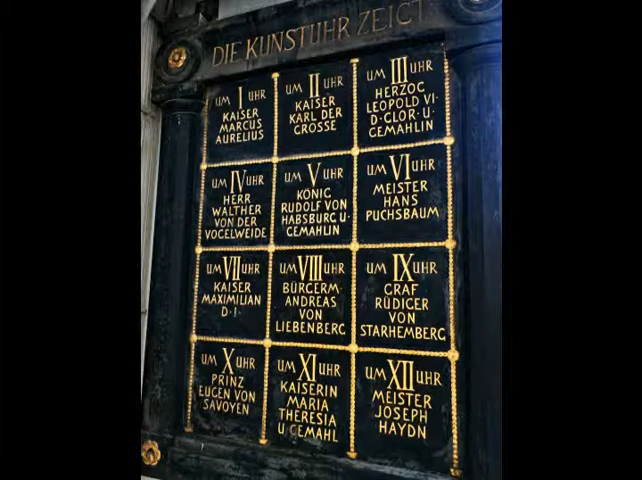 DIE KUNSTUHR ZEIGT
UM I UHR
KAISER
MARCUS
AURELIUS
UM II UHR
KAISER
KARL DER
GROSSE
UM III UHR
HERZOG
LEOPOLD VI·
D·GLOR·U·
GEMAHLIN
UM IV UHR
HERR
WALTHER
VON DER
VOGELWEIDE
UM V UHR
KÖNIG
RUDOLF VON
HABSBURG U·
GEMAHLIN
UM VI UHR
MEISTER
HANS
PUCHSBAUM
UM VII UHR
KAISER
MAXIMILIAN
D·I·
UM VIII UHR
BÜRGERM·
ANDREAS
VON
LIEBENBERG
UM IX UHR
GRAF
RÜDIGER
VON
STARHEMBERG
UM X UHR
PRINZ
EUGEN VON
SAVOYEN
UM XI UHR
KAISERIN
MARIA
THERESIA
U GEMAHL
UM XII UHR
MEISTER
JOSEPH
HAYDN